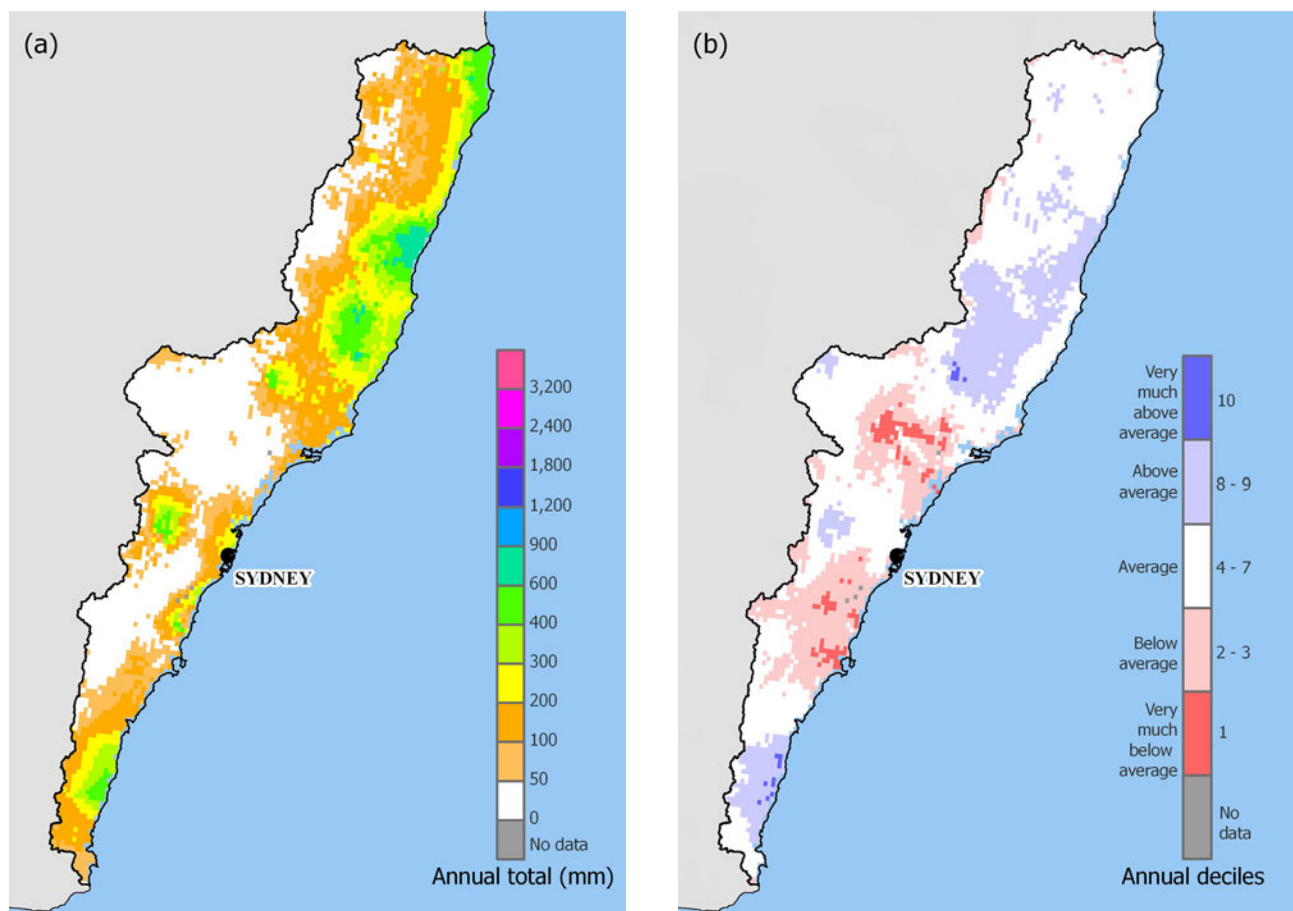 (a)
SYDNEY
3,200
2,400
1,800
1,200
900
600
400
300
200
100
50
0
No data
Annual total (mm)
(b)
SYDNEY
Very
much
above
average
10
Above
average
8 - 9
Average
4 - 7
Below
average
2 - 3
Very
much
below
average
1
No
data
Annual deciles